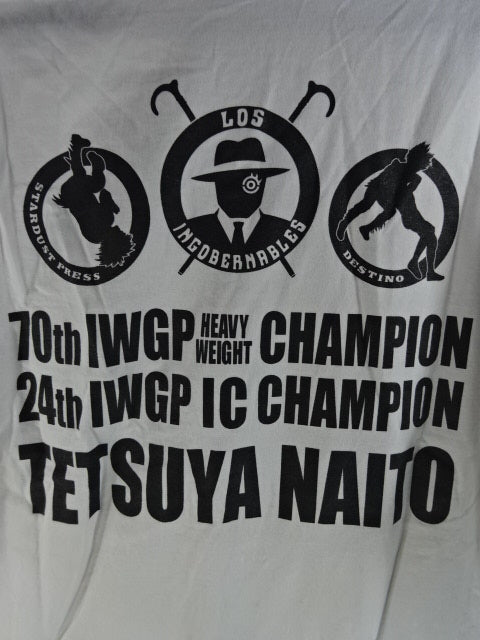 LOS
INGOBERNABLES
STARDUST PRESS
DESTINO
70th IWGP HEAVY WEIGHT CHAMPION
24th IWGP IC CHAMPION
TETSUYA NAITO